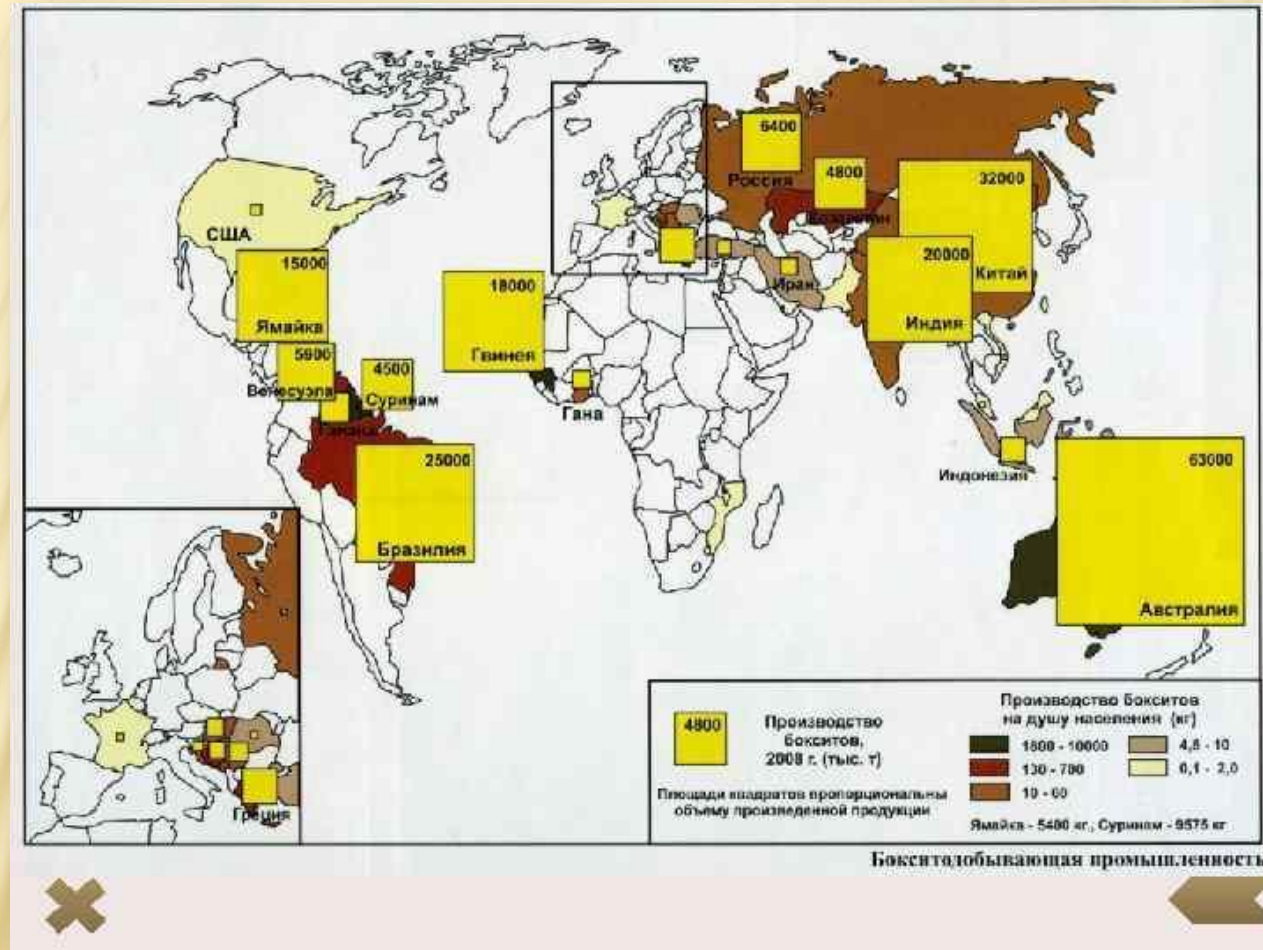 6400
Россия
4800
Казахстан
32000
Китай
США
15000
Ямайка
18000
Гвинея
20000
Индия
Иран
5900
Венесуэла
4500
Суринам
Гана
25000
Бразилия
Индонезия
63000
Австралия
Греция
4800
Производство
бокситов,
2008 г. (тыс. т)
Площади квадратов пропорциональны
объему произведенной продукции
Производство бокситов
на душу населения (кг)
1800 - 10000
130 - 700
10 - 60
4,8 - 10
0,1 - 2,0
Ямайка - 5400 кг., Суринам - 9575 кг
Бокситодобывающая промышленность